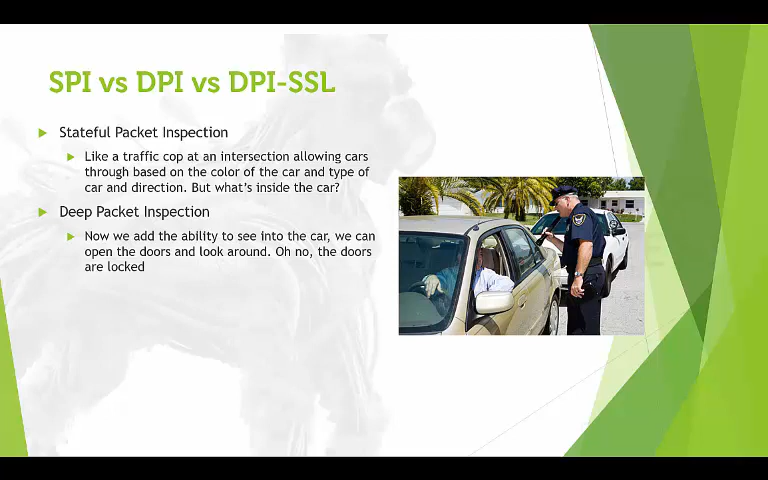 SPI vs DPI vs DPI-SSL
Stateful Packet Inspection
Like a traffic cop at an intersection allowing cars
through based on the color of the car and type of
car and direction. But what's inside the car?
Deep Packet Inspection
Now we add the ability to see into the car, we can
open the doors and look around. Oh no, the doors
are locked